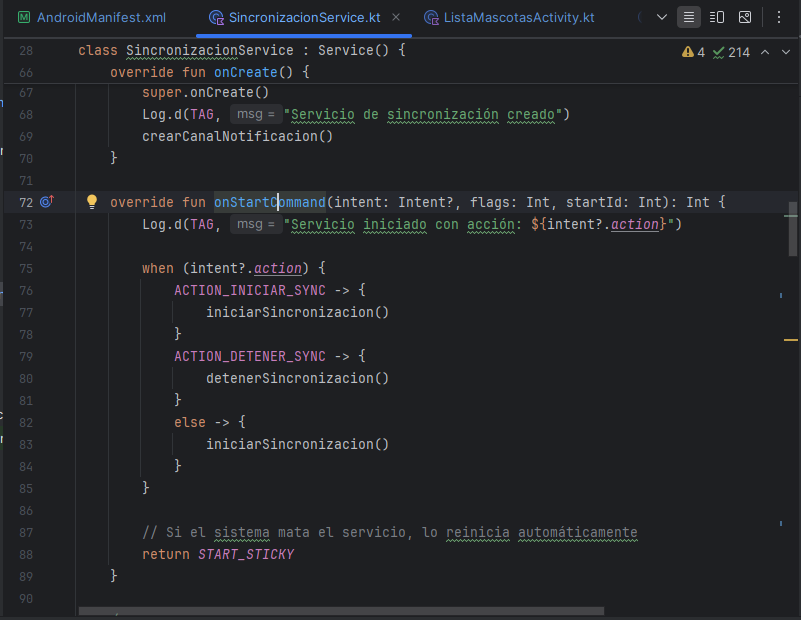 AndroidManifest.xml SincronizacionService.kt ListaMascotasActivity.kt
28 class SincronizacionService : Service() { 4 214
66 override fun onCreate() {
67 super.onCreate()
68 Log.d(TAG, msg = "Servicio de sincronización creado")
69 crearCanalNotificacion()
70 }
71
72 override fun onStartCommand(intent: Intent?, flags: Int, startId: Int): Int {
73 Log.d(TAG, msg = "Servicio iniciado con acción: ${intent?.action}")
74
75 when (intent?.action) {
76 ACTION_INICIAR_SYNC -> {
77 iniciarSincronizacion()
78 }
79 ACTION_DETENER_SYNC -> {
80 detenerSincronizacion()
81 }
82 else -> {
83 iniciarSincronizacion()
84 }
85 }
86
87 // Si el sistema mata el servicio, lo reinicia automáticamente
88 return START_STICKY
89 }
90